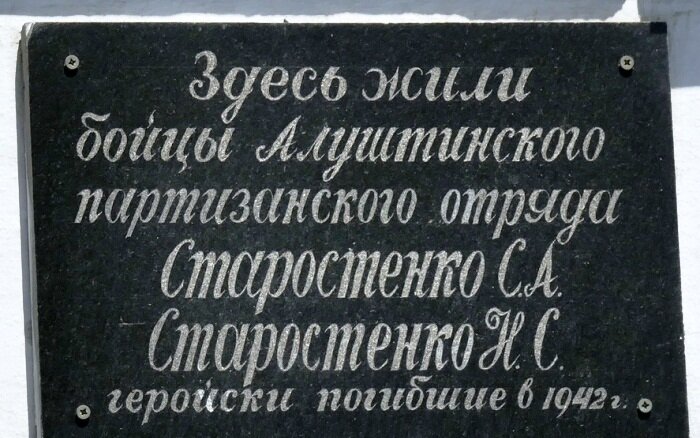 Здесь жили
бойцы Алуштинского
партизанского отряда
Старостенко С.А.
Старостенко Н.С.
геройски погибшие в 1942г.